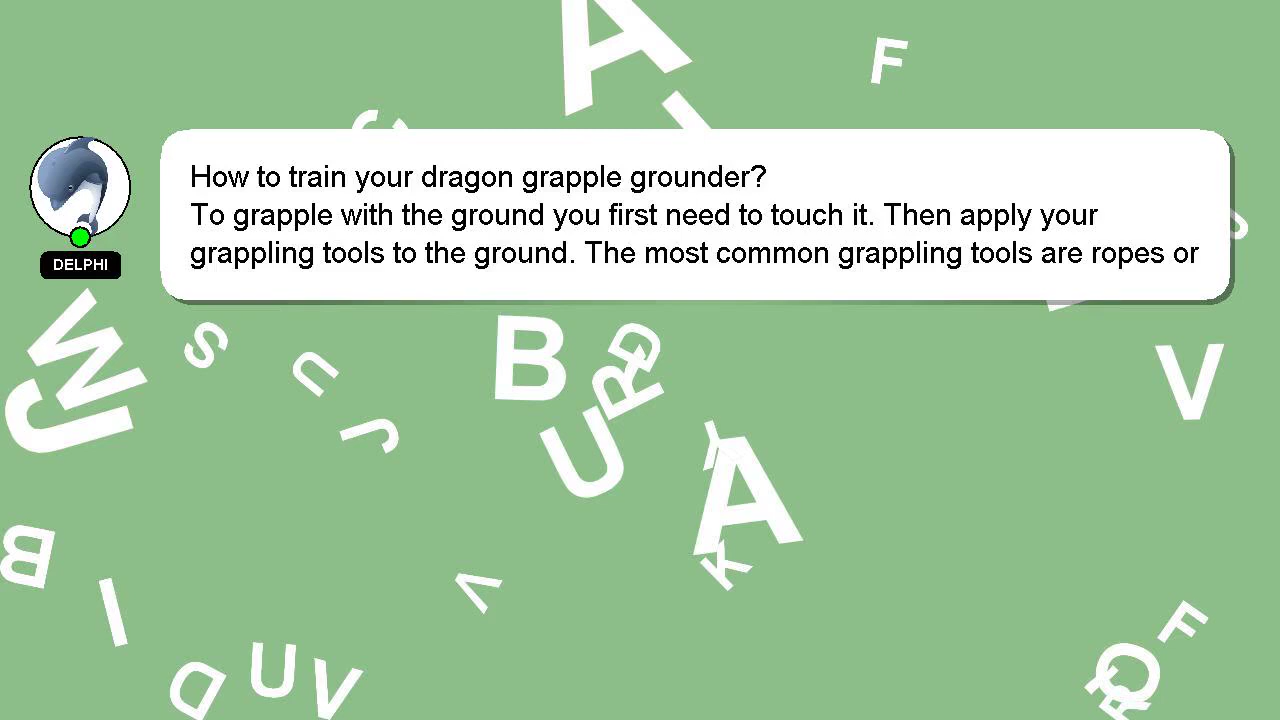 A
F
C
How to train your dragon grapple grounder?
To grapple with the ground you first need to touch it. Then apply your
grappling tools to the ground. The most common grappling tools are ropes or
DELPHI
W
J
S
U
J
B
D
R
U
A
K
V
B
I
D
U
V
V
F
Q
R